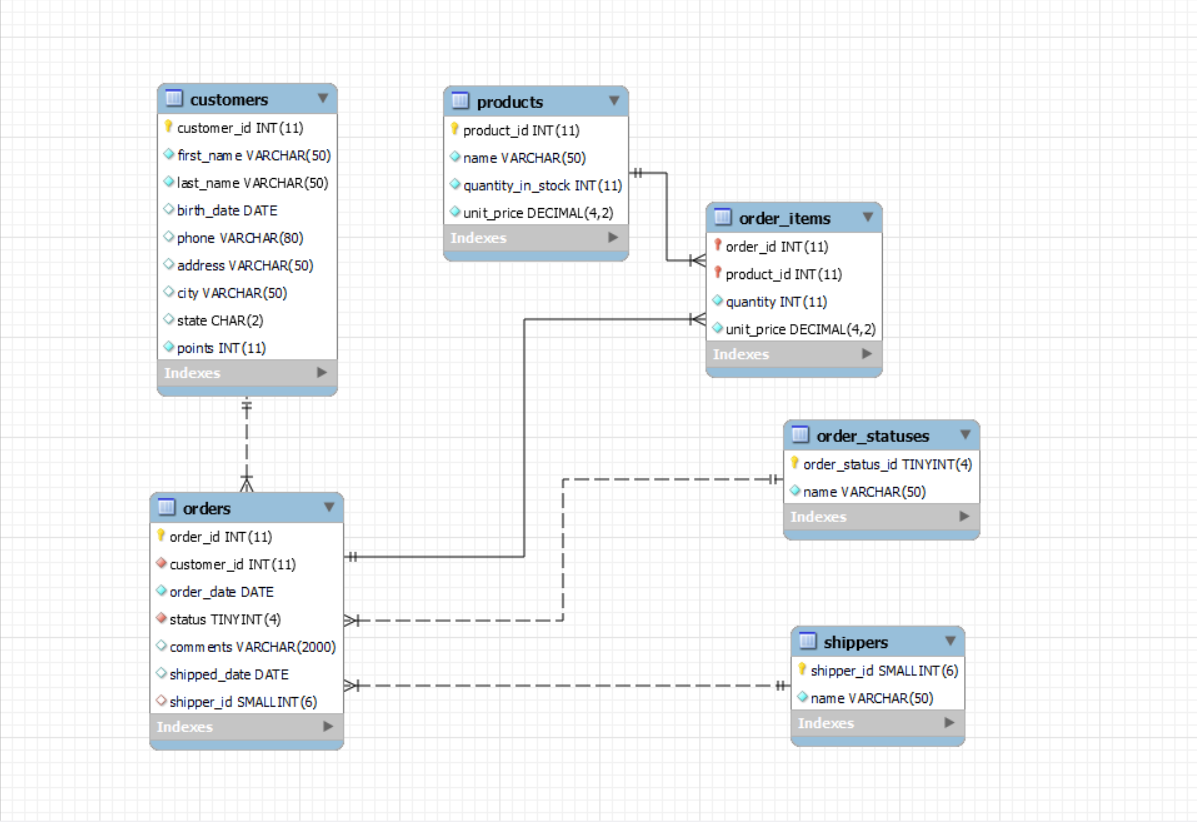 customers
customer_id INT(11)
first_name VARCHAR(50)
last_name VARCHAR(50)
birth_date DATE
phone VARCHAR(80)
address VARCHAR(50)
city VARCHAR(50)
state CHAR(2)
points INT(11)
Indexes
products
product_id INT(11)
name VARCHAR(50)
quantity_in_stock INT(11)
unit_price DECIMAL(4,2)
Indexes
order_items
order_id INT(11)
product_id INT(11)
quantity INT(11)
unit_price DECIMAL(4,2)
Indexes
order_statuses
order_status_id TINYINT(4)
name VARCHAR(50)
Indexes
orders
order_id INT(11)
customer_id INT(11)
order_date DATE
status TINYINT(4)
comments VARCHAR(2000)
shipped_date DATE
shipper_id SMALLINT(6)
Indexes
shippers
shipper_id SMALLINT(6)
name VARCHAR(50)
Indexes